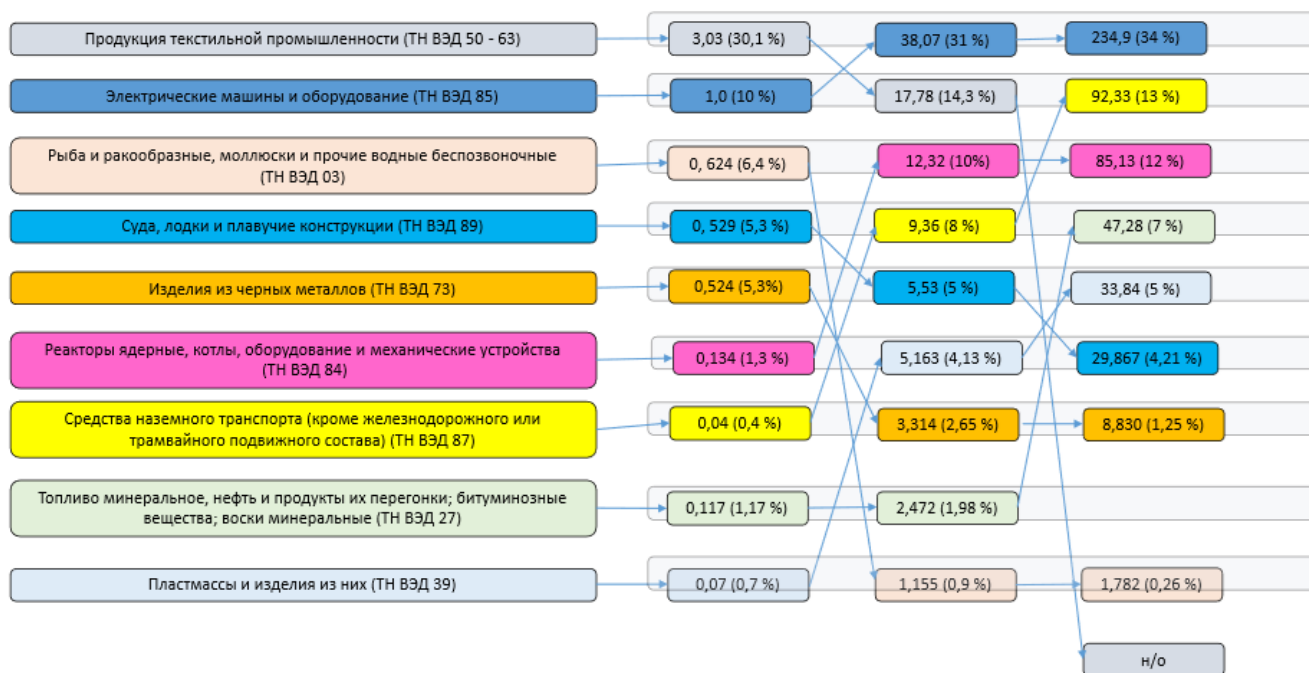 Продукция текстильной промышленности (ТН ВЭД 50 - 63)
3,03 (30,1 %)
38,07 (31 %)
234,9 (34 %)
Электрические машины и оборудование (ТН ВЭД 85)
1,0 (10 %)
17,78 (14,3 %)
92,33 (13 %)
Рыба и ракообразные, моллюски и прочие водные беспозвоночные
(ТН ВЭД 03)
0, 624 (6,4 %)
12,32 (10%)
85,13 (12 %)
Суда, лодки и плавучие конструкции (ТН ВЭД 89)
0, 529 (5,3 %)
9,36 (8 %)
47,28 (7 %)
Изделия из черных металлов (ТН ВЭД 73)
0,524 (5,3%)
5,53 (5 %)
33,84 (5 %)
Реакторы ядерные, котлы, оборудование и механические устройства
(ТН ВЭД 84)
0,134 (1,3 %)
5,163 (4,13 %)
29,867 (4,21 %)
Средства наземного транспорта (кроме железнодорожного или
трамвайного подвижного состава) (ТН ВЭД 87)
0,04 (0,4 %)
3,314 (2,65 %)
8,830 (1,25 %)
Топливо минеральное, нефть и продукты их перегонки; битуминозные
вещества; воски минеральные (ТН ВЭД 27)
0,117 (1,17 %)
2,472 (1,98 %)
Пластмассы и изделия из них (ТН ВЭД 39)
0,07 (0,7 %)
1,155 (0,9 %)
1,782 (0,26 %)
н/о